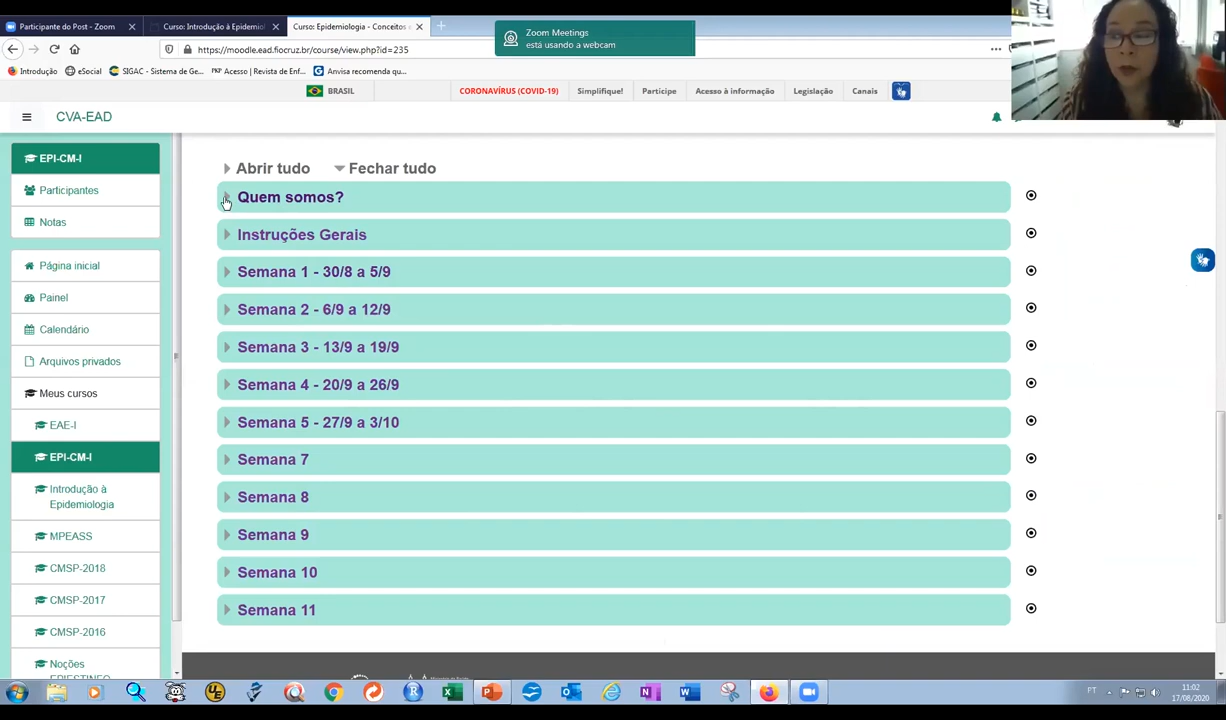 Participante do Post - Zoom
Curso: Introdução à Epidemiol
Curso: Epidemiologia - Conceitos e
Zoom Meetings
está usando a webcam
https://moodle.ead.fiocruz.br/course/view.php?id=235
Introdução
eSocial
SIGAC - Sistema de Ge...
PKP Acesso | Revista de Enf...
Anvisa recomenda qu...
BRASIL
CORONAVÍRUS (COVID-19)
Simplifique!
Participe
Acesso à informação
Legislação
Canais
CVA-EAD
EPI-CM-I
Participantes
Notas
Página inicial
Painel
Calendário
Arquivos privados
Meus cursos
EAE-I
EPI-CM-I
Introdução à
Epidemiologia
MPEASS
CMSP-2018
CMSP-2017
CMSP-2016
Noções
Abrir tudo
Fechar tudo
Quem somos?
Instruções Gerais
Semana 1 - 30/8 a 5/9
Semana 2 - 6/9 a 12/9
Semana 3 - 13/9 a 19/9
Semana 4 - 20/9 a 26/9
Semana 5 - 27/9 a 3/10
Semana 7
Semana 8
Semana 9
Semana 10
Semana 11
PT
11:02
17/08/2020